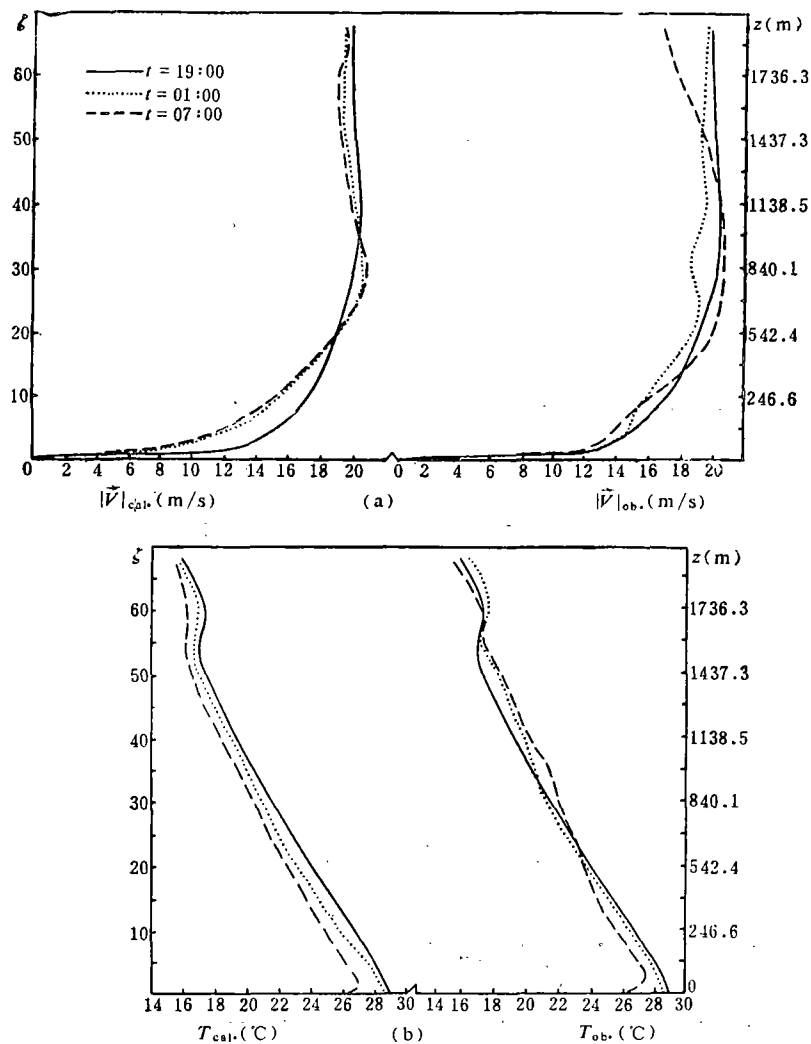 ζ z(m)
60 1736.3
50 1437.3
40 1138.5
30 840.1
20 542.4
10 246.6
t = 19:00
t = 01:00
t = 07:00
0 2 4 6 8 10 12 14 16 18 20 0 2 4 6 8 10 12 14 16 18 20
|V⃗|cal. (m/s) (a) |V⃗|ob. (m/s)
ζ z(m)
60 1736.3
50 1437.3
40 1138.5
30 840.1
20 542.4
10 246.6
0
14 16 18 20 22 24 26 28 30 16 18 20 22 24 26 28 30
Tcal. (℃) (b) Tob. (℃)